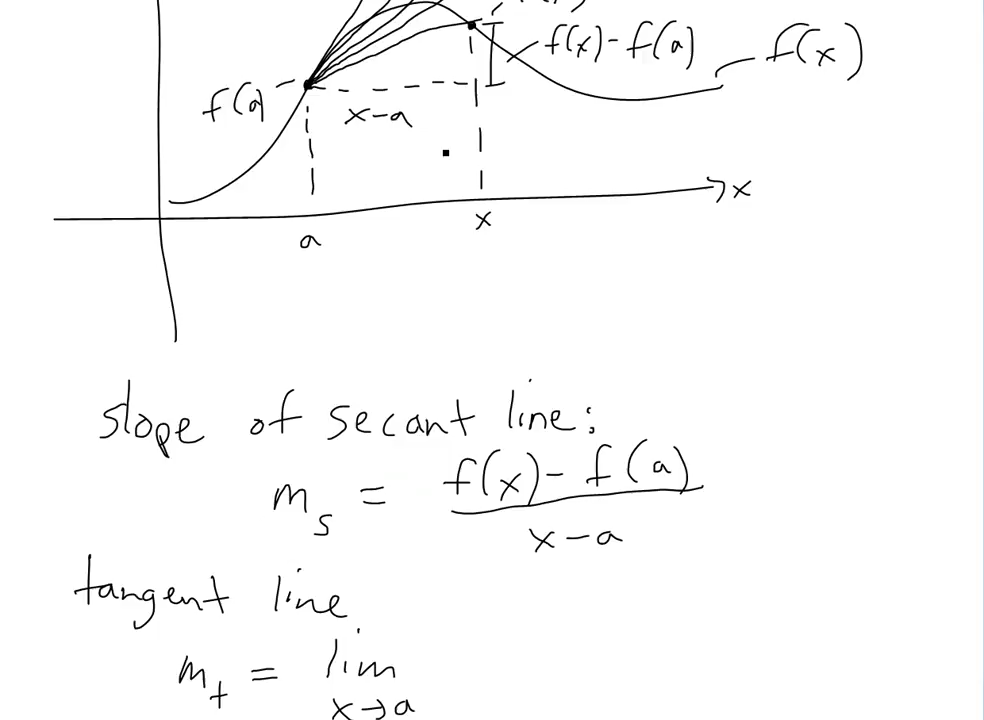 f(x)-f(a)
f(x)
f(a
x-a
x
a
x
slope of secant line:
m_s = f(x)-f(a)
x-a
tangent line
m_t = lim
x→a